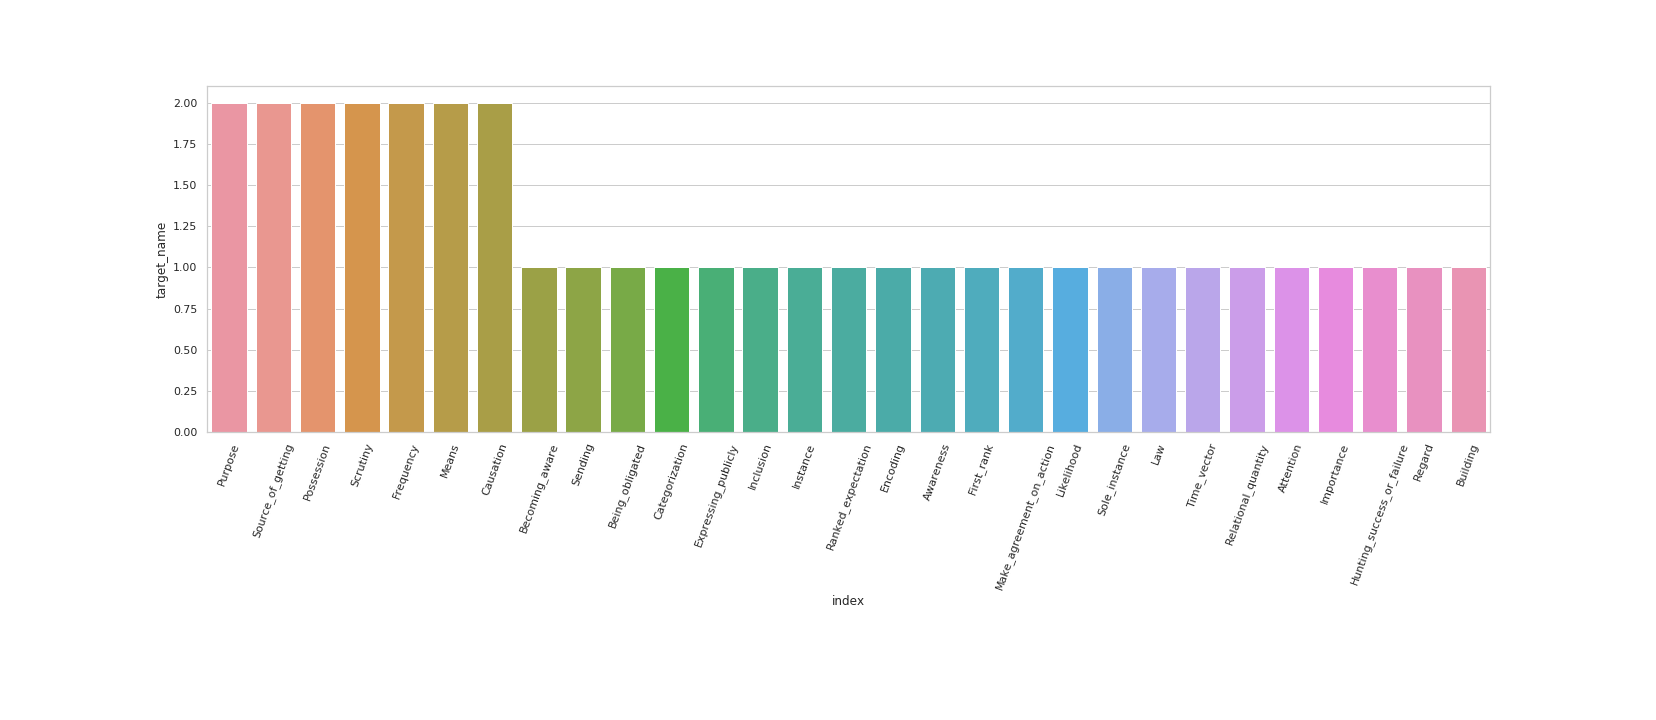 2.00
1.75
1.50
1.25
1.00
0.75
0.50
0.25
0.00
target_name
Purpose
Source_of_getting
Possession
Scrutiny
Frequency
Means
Causation
Becoming_aware
Sending
Being_obligated
Categorization
Expressing_publicly
Inclusion
Instance
Ranked_expectation
Encoding
Awareness
First_rank
Make_agreement_on_action
Likelihood
Sole_instance
Law
Time_vector
Relational_quantity
Attention
Importance
Hunting_success_or_failure
Regard
Building
index